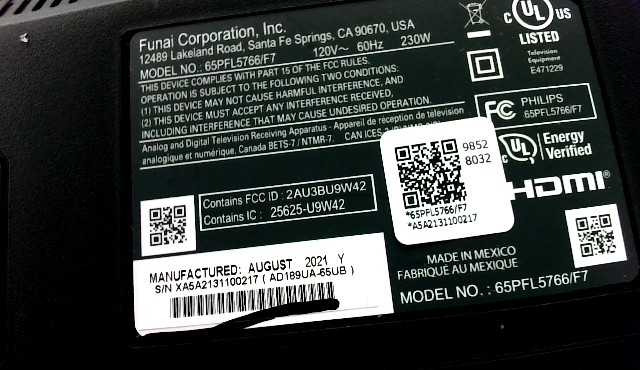 Funai Corporation, Inc.
12489 Lakeland Road, Santa Fe Springs, CA 90670, USA
MODEL NO.: 65PFL5766/F7 120V~ 60Hz 230W
THIS DEVICE COMPLIES WITH PART 15 OF THE FCC RULES.
OPERATION IS SUBJECT TO THE FOLLOWING TWO CONDITIONS:
(1) THIS DEVICE MAY NOT CAUSE HARMFUL INTERFERENCE, AND
(2) THIS DEVICE MUST ACCEPT ANY INTERFERENCE RECEIVED,
INCLUDING INTERFERENCE THAT MAY CAUSE UNDESIRED OPERATION.
Analog and Digital Television Receiving Apparatus - Appareil de réception de télévision
analogique et numérique, Canada BETS-7 / NTMR-7. CAN ICES-3
C UL US
LISTED
Television
Equipment
E471229
FC PHILIPS
65PFL5766/F7
UL Energy
Verified
HDMI®
9852
8032
*65PFL5766/F7
*A5A2131100217
Contains FCC ID : 2AU3BU9W42
Contains IC : 25625-U9W42
MANUFACTURED: AUGUST 2021 Y
S/N XA5A2131100217 ( AD189UA-65UB )
MADE IN MEXICO
FABRIQUÉ AU MEXIQUE
MODEL NO. : 65PFL5766/F7